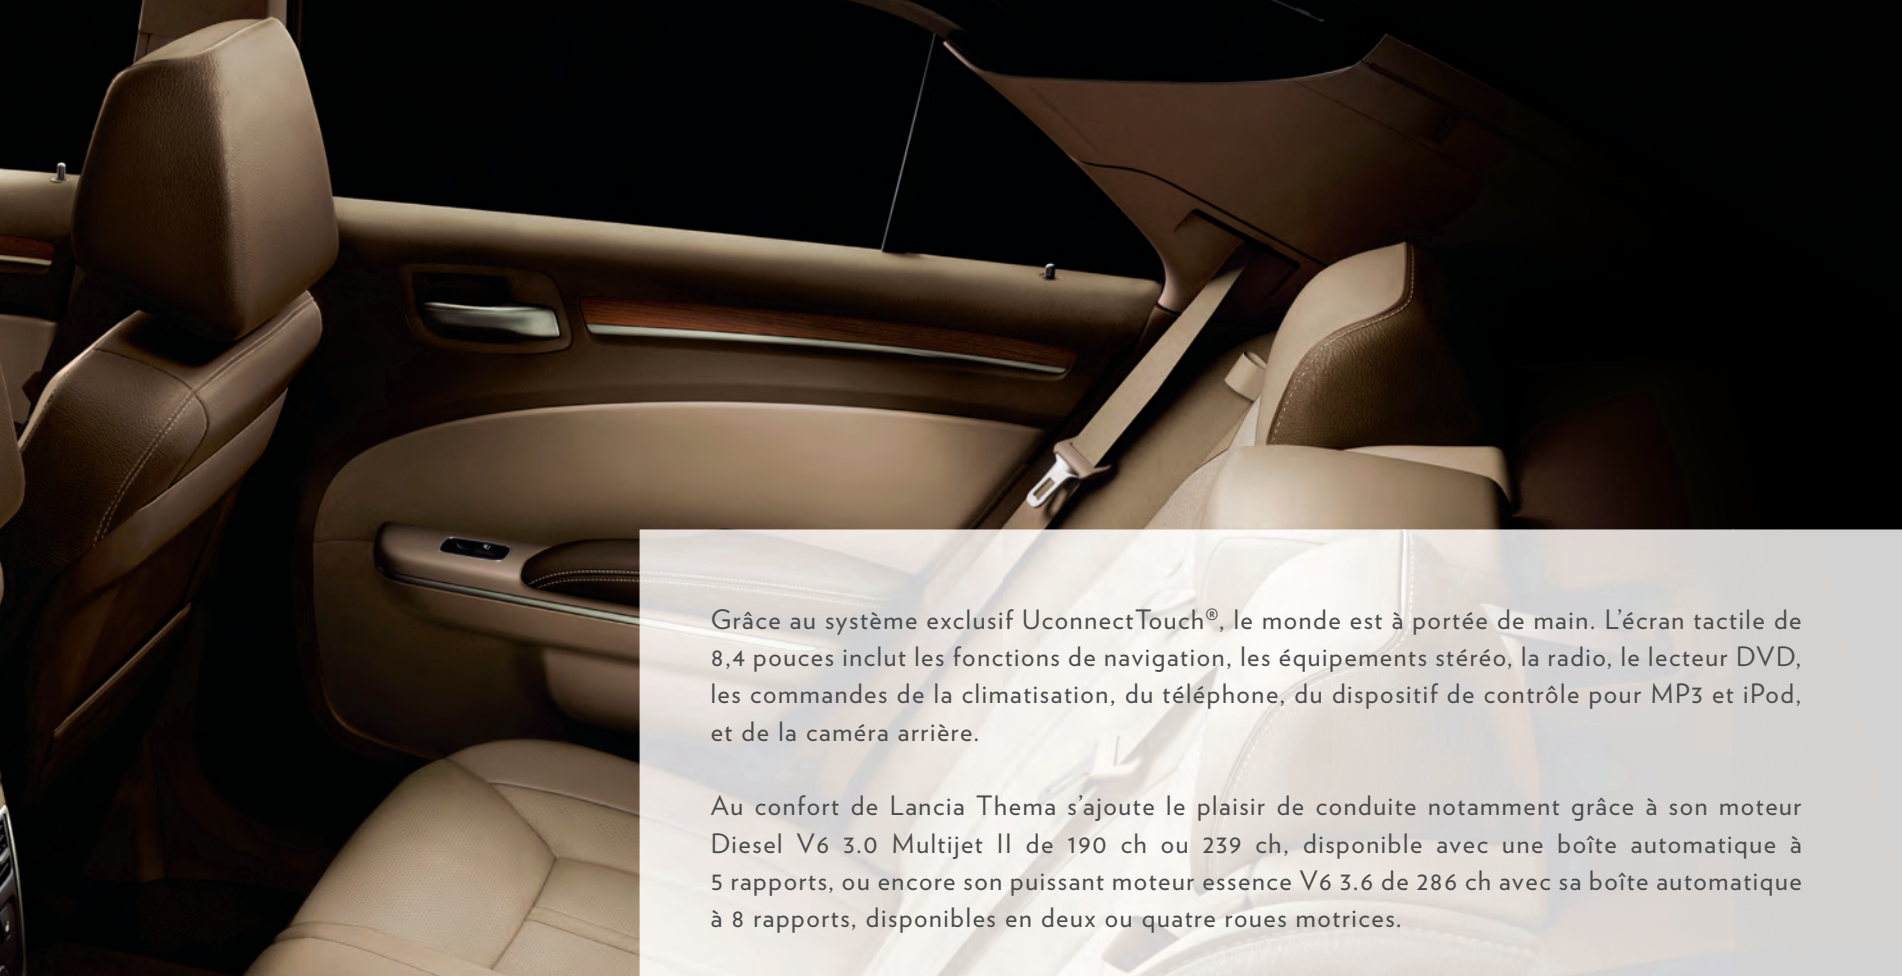 Grâce au système exclusif UconnectTouch®, le monde est à portée de main. L’écran tactile de
8,4 pouces inclut les fonctions de navigation, les équipements stéréo, la radio, le lecteur DVD,
les commandes de la climatisation, du téléphone, du dispositif de contrôle pour MP3 et iPod,
et de la caméra arrière.
Au confort de Lancia Thema s’ajoute le plaisir de conduite notamment grâce à son moteur
Diesel V6 3.0 Multijet II de 190 ch ou 239 ch, disponible avec une boîte automatique à
5 rapports, ou encore son puissant moteur essence V6 3.6 de 286 ch avec sa boîte automatique
à 8 rapports, disponibles en deux ou quatre roues motrices.